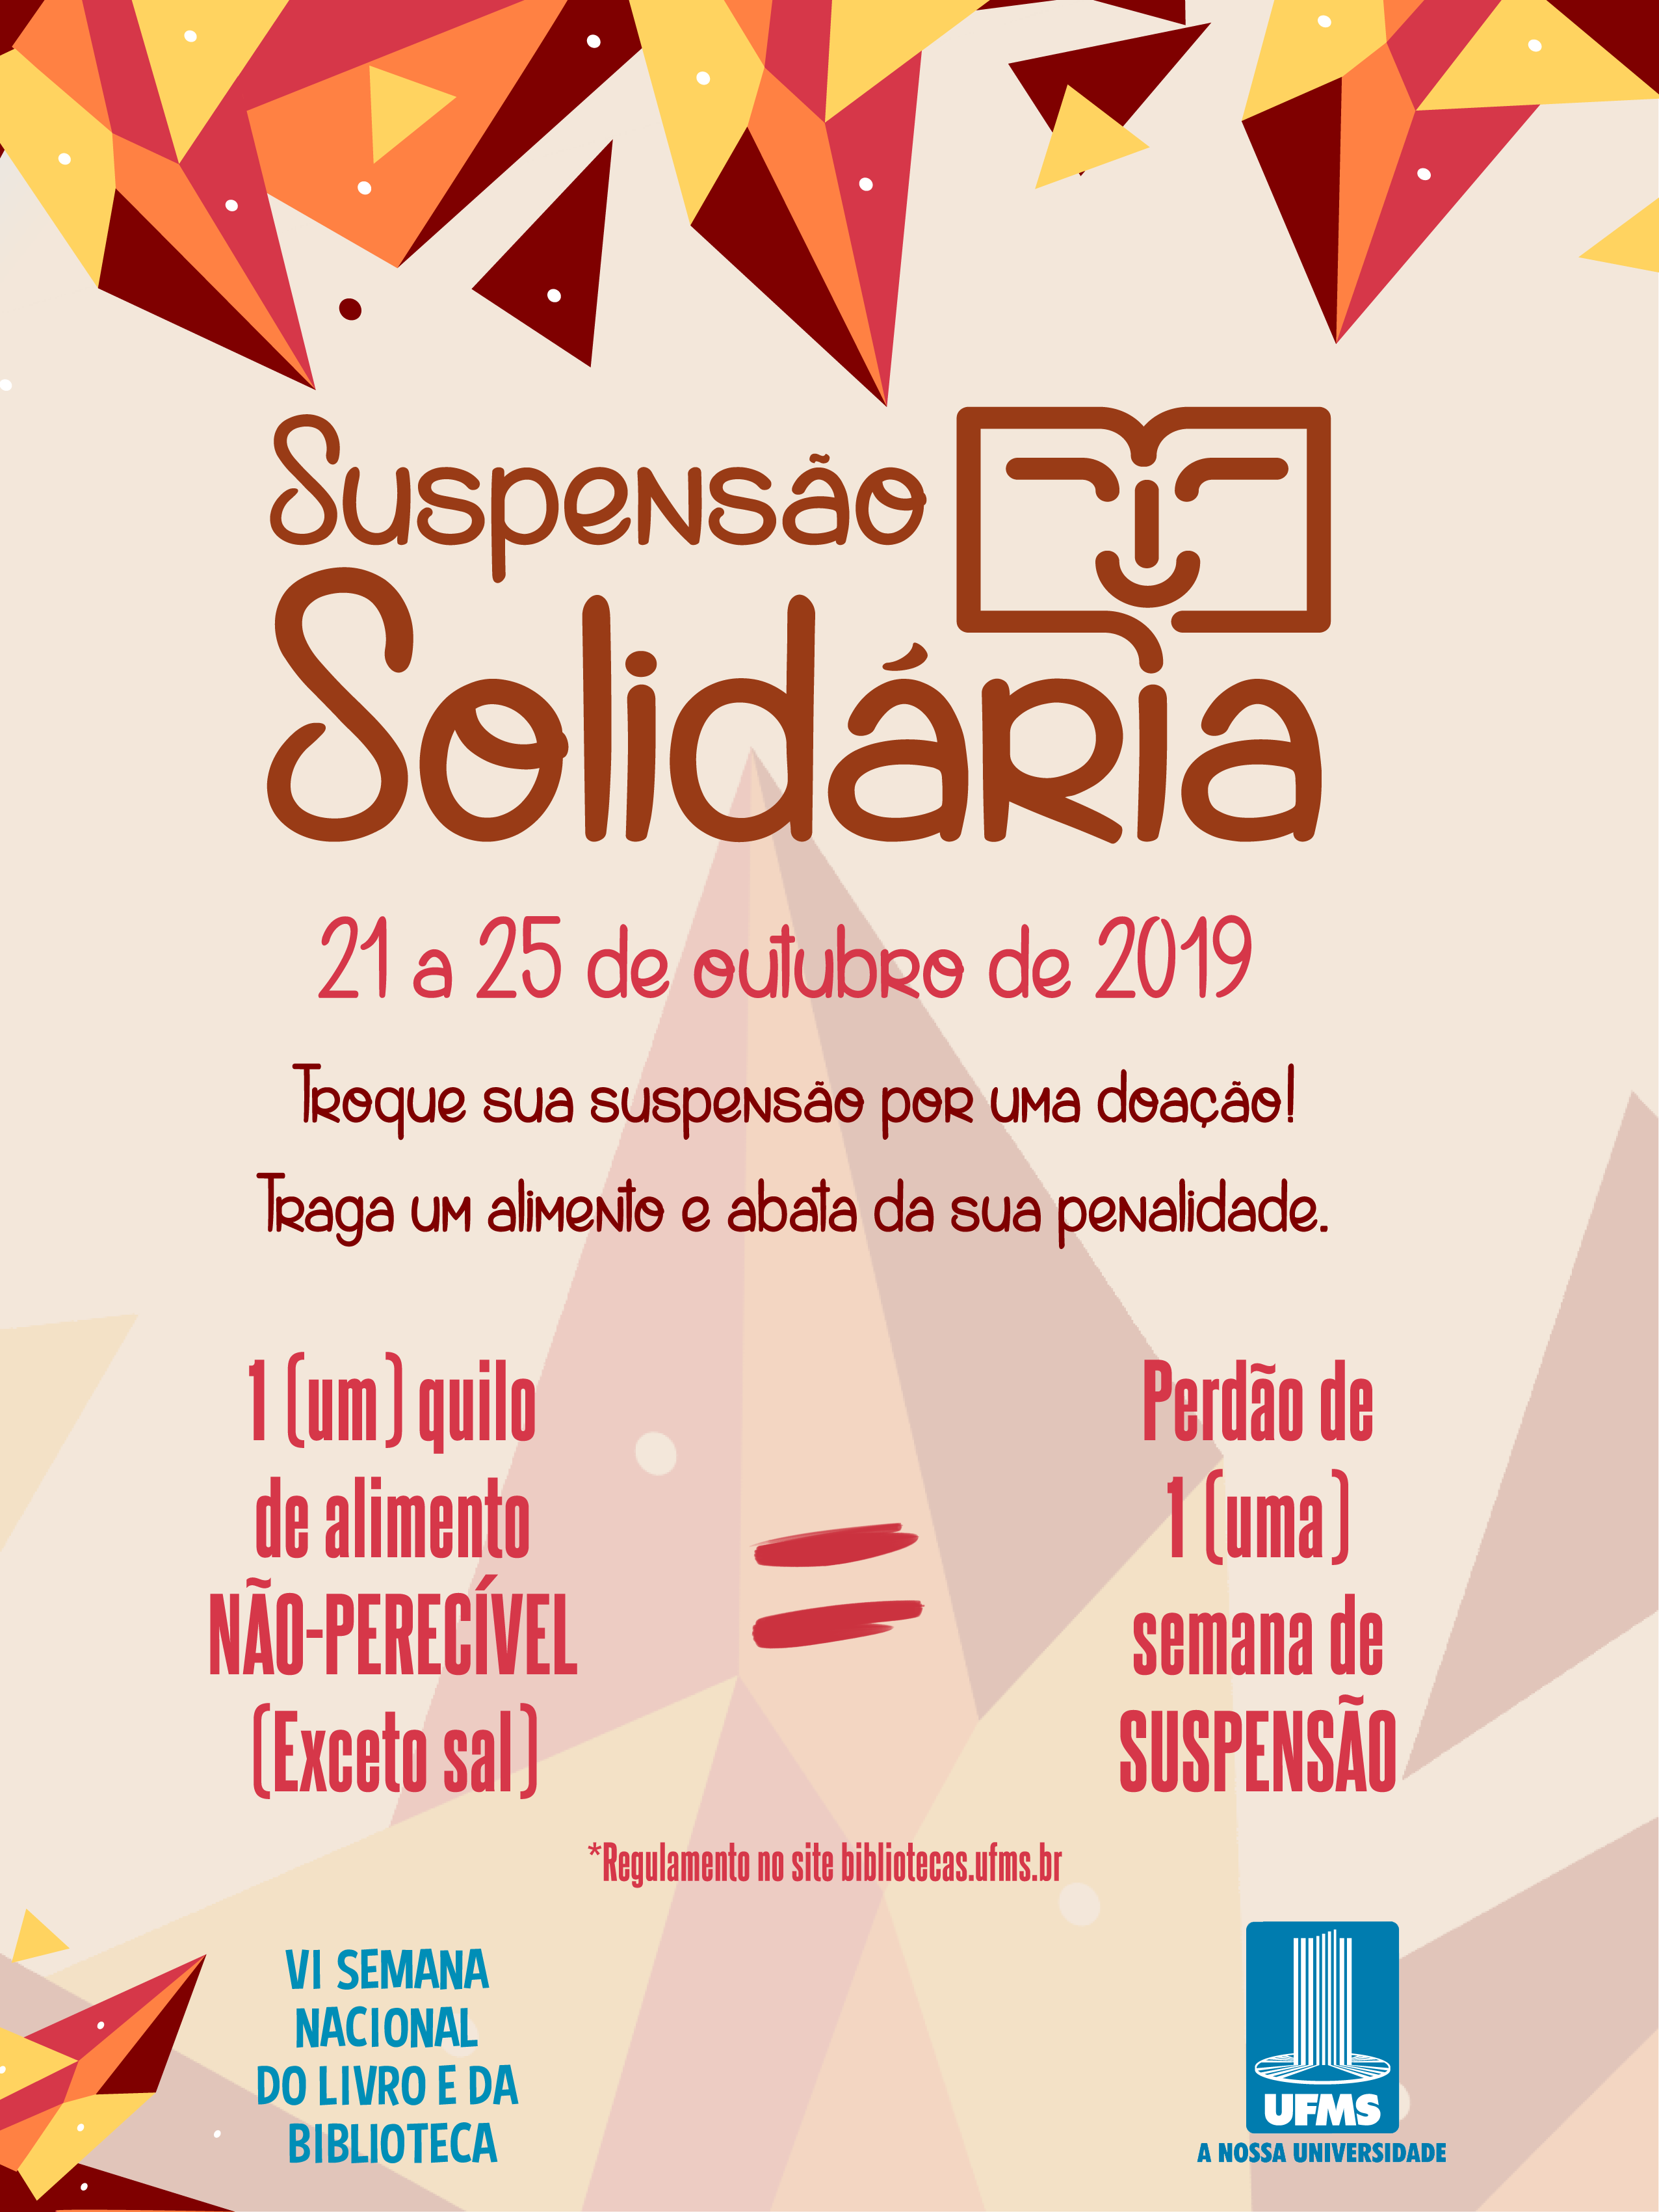 Suspensão
Solidária
21 a 25 de outubro de 2019
Troque sua suspensão por uma doação!
Traga um alimento e abata da sua penalidade.
1 (um) quilo
de alimento
NÃO-PERECÍVEL
(Exceto sal)
=
Perdão de
1 (uma)
semana de
SUSPENSÃO
*Regulamento no site bibliotecas.ufms.br
VI SEMANA
NACIONAL
DO LIVRO E DA
BIBLIOTECA
UFMS
A NOSSA UNIVERSIDADE